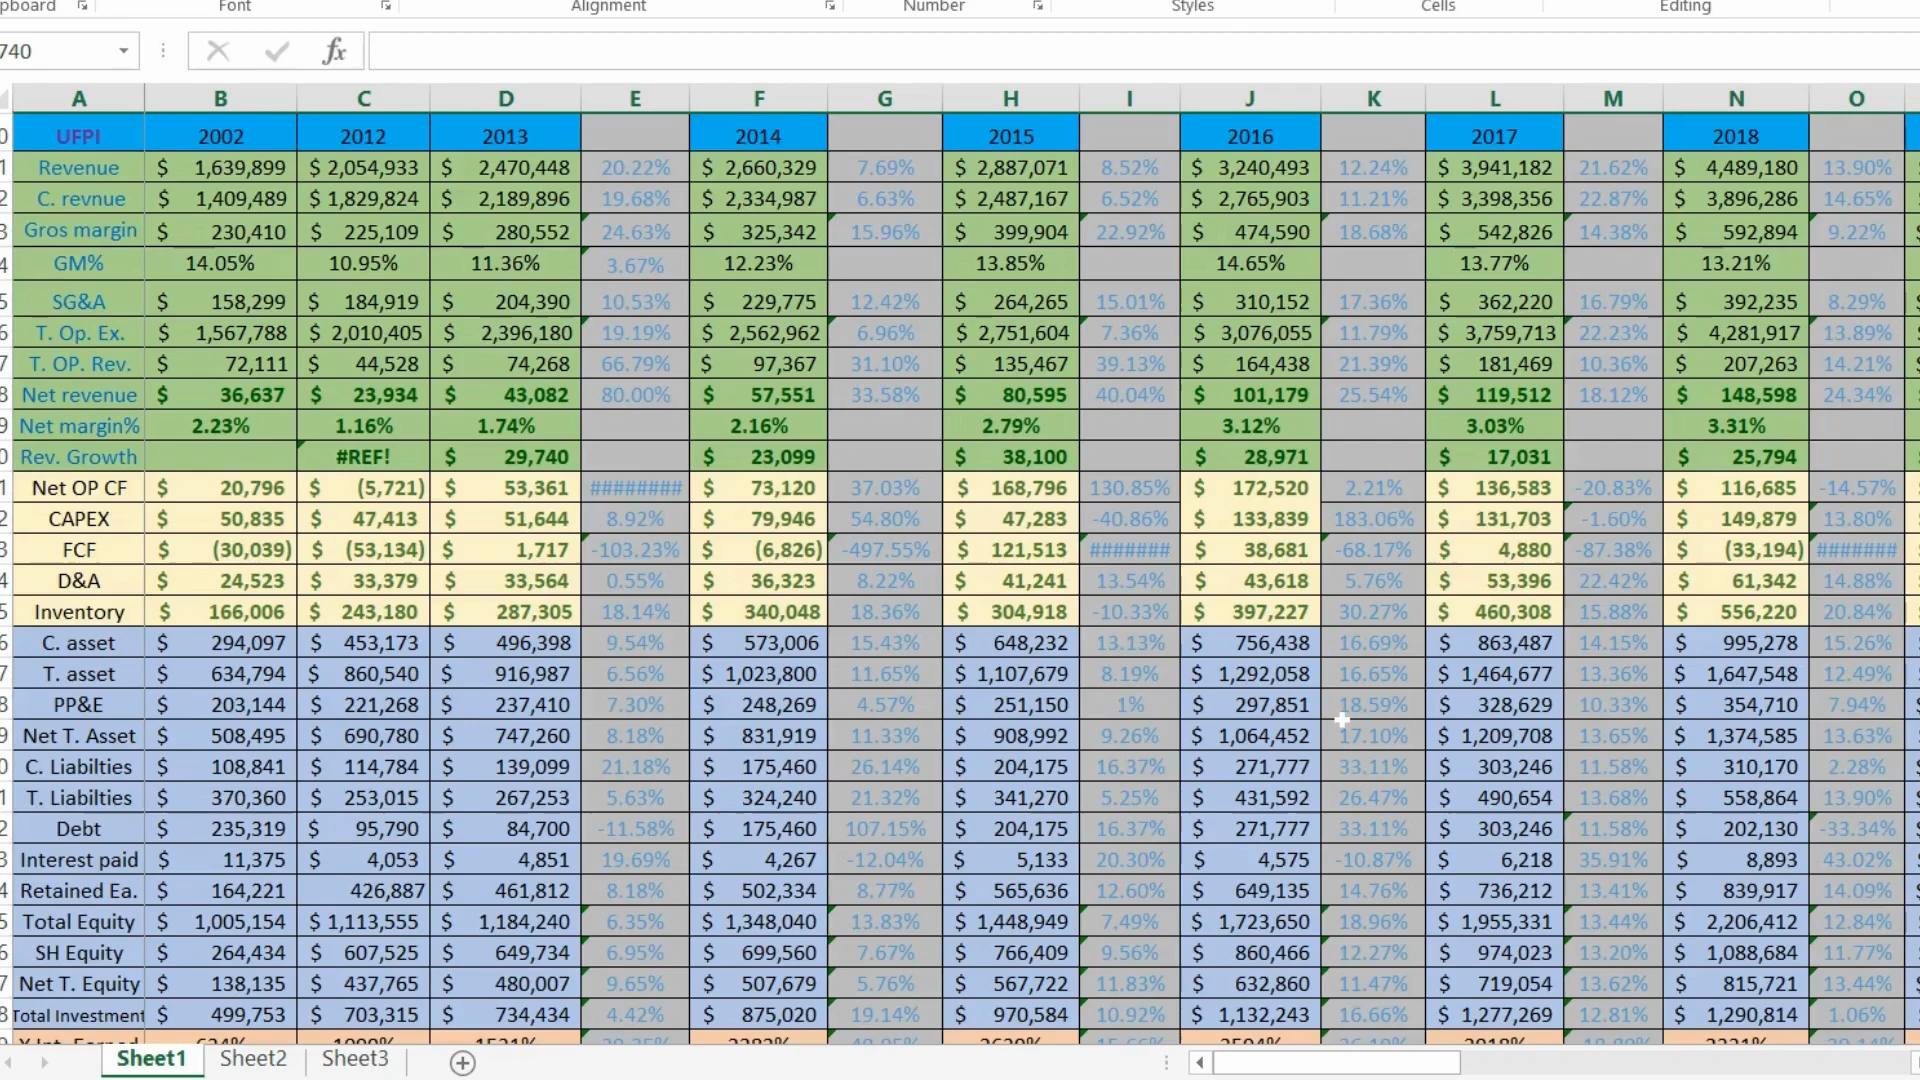 pboard Font Alignment Number Styles Cells Editing
740 fx
A B C D E F G H I J K L M N O
0 UFPI 2002 2012 2013 2014 2015 2016 2017 2018
1 Revenue $ 1,639,899 $ 2,054,933 $ 2,470,448 20.22% $ 2,660,329 7.69% $ 2,887,071 8.52% $ 3,240,493 12.24% $ 3,941,182 21.62% $ 4,489,180 13.90%
2 C. revnue $ 1,409,489 $ 1,829,824 $ 2,189,896 19.68% $ 2,334,987 6.63% $ 2,487,167 6.52% $ 2,765,903 11.21% $ 3,398,356 22.87% $ 3,896,286 14.65%
3 Gros margin $ 230,410 $ 225,109 $ 280,552 24.63% $ 325,342 15.96% $ 399,904 22.92% $ 474,590 18.68% $ 542,826 14.38% $ 592,894 9.22%
4 GM% 14.05% 10.95% 11.36% 3.67% 12.23% 13.85% 14.65% 13.77% 13.21%
5 SG&A $ 158,299 $ 184,919 $ 204,390 10.53% $ 229,775 12.42% $ 264,265 15.01% $ 310,152 17.36% $ 362,220 16.79% $ 392,235 8.29%
6 T. Op. Ex. $ 1,567,788 $ 2,010,405 $ 2,396,180 19.19% $ 2,562,962 6.96% $ 2,751,604 7.36% $ 3,076,055 11.79% $ 3,759,713 22.23% $ 4,281,917 13.89%
7 T. OP. Rev. $ 72,111 $ 44,528 $ 74,268 66.79% $ 97,367 31.10% $ 135,467 39.13% $ 164,438 21.39% $ 181,469 10.36% $ 207,263 14.21%
8 Net revenue $ 36,637 $ 23,934 $ 43,082 80.00% $ 57,551 33.58% $ 80,595 40.04% $ 101,179 25.54% $ 119,512 18.12% $ 148,598 24.34%
9 Net margin% 2.23% 1.16% 1.74% 2.16% 2.79% 3.12% 3.03% 3.31%
0 Rev. Growth #REF! $ 29,740 $ 23,099 $ 38,100 $ 28,971 $ 17,031 $ 25,794
1 Net OP CF $ 20,796 $ (5,721) $ 53,361 ######## $ 73,120 37.03% $ 168,796 130.85% $ 172,520 2.21% $ 136,583 -20.83% $ 116,685 -14.57%
2 CAPEX $ 50,835 $ 47,413 $ 51,644 8.92% $ 79,946 54.80% $ 47,283 -40.86% $ 133,839 183.06% $ 131,703 -1.60% $ 149,879 13.80%
3 FCF $ (30,039) $ (53,134) $ 1,717 -103.23% $ (6,826) -497.55% $ 121,513 ####### $ 38,681 -68.17% $ 4,880 -87.38% $ (33,194) #######
4 D&A $ 24,523 $ 33,379 $ 33,564 0.55% $ 36,323 8.22% $ 41,241 13.54% $ 43,618 5.76% $ 53,396 22.42% $ 61,342 14.88%
5 Inventory $ 166,006 $ 243,180 $ 287,305 18.14% $ 340,048 18.36% $ 304,918 -10.33% $ 397,227 30.27% $ 460,308 15.88% $ 556,220 20.84%
6 C. asset $ 294,097 $ 453,173 $ 496,398 9.54% $ 573,006 15.43% $ 648,232 13.13% $ 756,438 16.69% $ 863,487 14.15% $ 995,278 15.26%
7 T. asset $ 634,794 $ 860,540 $ 916,987 6.56% $ 1,023,800 11.65% $ 1,107,679 8.19% $ 1,292,058 16.65% $ 1,464,677 13.36% $ 1,647,548 12.49%
8 PP&E $ 203,144 $ 221,268 $ 237,410 7.30% $ 248,269 4.57% $ 251,150 1% $ 297,851 18.59% $ 328,629 10.33% $ 354,710 7.94%
9 Net T. Asset $ 508,495 $ 690,780 $ 747,260 8.18% $ 831,919 11.33% $ 908,992 9.26% $ 1,064,452 17.10% $ 1,209,708 13.65% $ 1,374,585 13.63%
0 C. Liabilties $ 108,841 $ 114,784 $ 139,099 21.18% $ 175,460 26.14% $ 204,175 16.37% $ 271,777 33.11% $ 303,246 11.58% $ 310,170 2.28%
1 T. Liabilties $ 370,360 $ 253,015 $ 267,253 5.63% $ 324,240 21.32% $ 341,270 5.25% $ 431,592 26.47% $ 490,654 13.68% $ 558,864 13.90%
2 Debt $ 235,319 $ 95,790 $ 84,700 -11.58% $ 175,460 107.15% $ 204,175 16.37% $ 271,777 33.11% $ 303,246 11.58% $ 202,130 -33.34%
3 Interest paid $ 11,375 $ 4,053 $ 4,851 19.69% $ 4,267 -12.04% $ 5,133 20.30% $ 4,575 -10.87% $ 6,218 35.91% $ 8,893 43.02%
4 Retained Ea. $ 164,221 426,887 $ 461,812 8.18% $ 502,334 8.77% $ 565,636 12.60% $ 649,135 14.76% $ 736,212 13.41% $ 839,917 14.09%
5 Total Equity $ 1,005,154 $ 1,113,555 $ 1,184,240 6.35% $ 1,348,040 13.83% $ 1,448,949 7.49% $ 1,723,650 18.96% $ 1,955,331 13.44% $ 2,206,412 12.84%
6 SH Equity $ 264,434 $ 607,525 $ 649,734 6.95% $ 699,560 7.67% $ 766,409 9.56% $ 860,466 12.27% $ 974,023 13.20% $ 1,088,684 11.77%
7 Net T. Equity $ 138,135 $ 437,765 $ 480,007 9.65% $ 507,679 5.76% $ 567,722 11.83% $ 632,860 11.47% $ 719,054 13.62% $ 815,721 13.44%
8 Total Investment $ 499,753 $ 703,315 $ 734,434 4.42% $ 875,020 19.14% $ 970,584 10.92% $ 1,132,243 16.66% $ 1,277,269 12.81% $ 1,290,814 1.06%
Sheet1 Sheet2 Sheet3